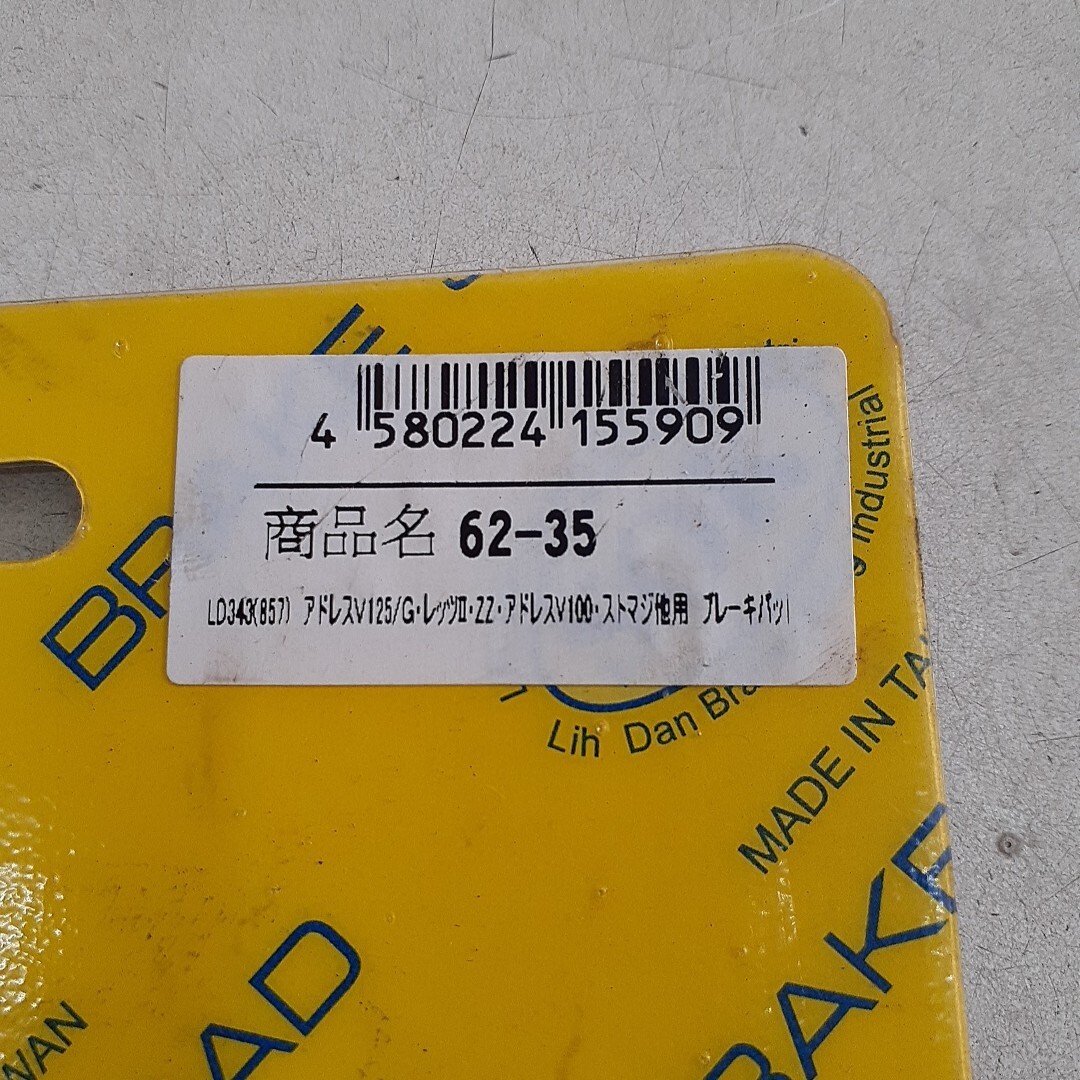 4 580224 155909
商品名 62-35
LD343(857) アドレスV125/G・レッツⅡ・ZZ・アドレスV100・ストマジ他用 ブレーキパッ
Industrial
Lih Dan Bra
MADE IN TA
BRAKE
AD
WAN